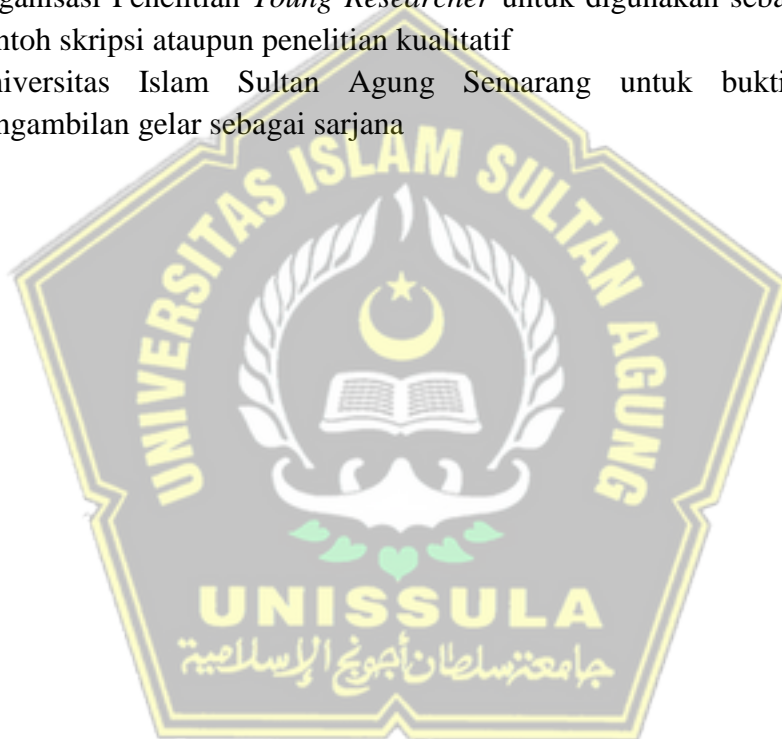 ganisasi Penelitian Young Researcher untuk digunakan seba
ntoh skripsi ataupun penelitian kualitatif
niversitas Islam Sultan Agung Semarang untuk bukti
ngambilan gelar sebagai sarjana
UNIVERSITAS ISLAM SULTAN AGUNG
UNISSULA
جامعة سلطان أجونج الإسلامية